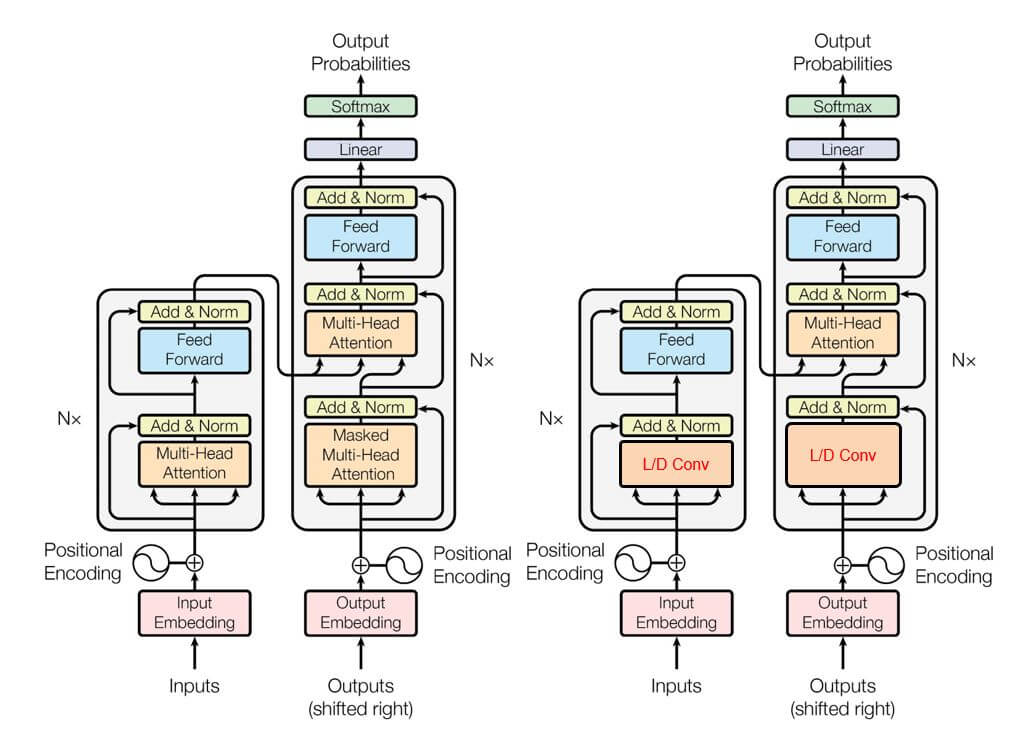 Output
Probabilities
Softmax
Linear
Add & Norm
Feed
Forward
Add & Norm
Multi-Head
Attention
Add & Norm
Masked
Multi-Head
Attention
Nx
Add & Norm
Feed
Forward
Add & Norm
Multi-Head
Attention
N×
Positional
Encoding
Positional
Encoding
Input
Embedding
Output
Embedding
Inputs
Outputs
(shifted right)
Output
Probabilities
Softmax
Linear
Add & Norm
Feed
Forward
Add & Norm
Multi-Head
Attention
Add & Norm
L/D Conv
N×
Add & Norm
Feed
Forward
Add & Norm
L/D Conv
N×
Positional
Encoding
Positional
Encoding
Input
Embedding
Output
Embedding
Inputs
Outputs
(shifted right)